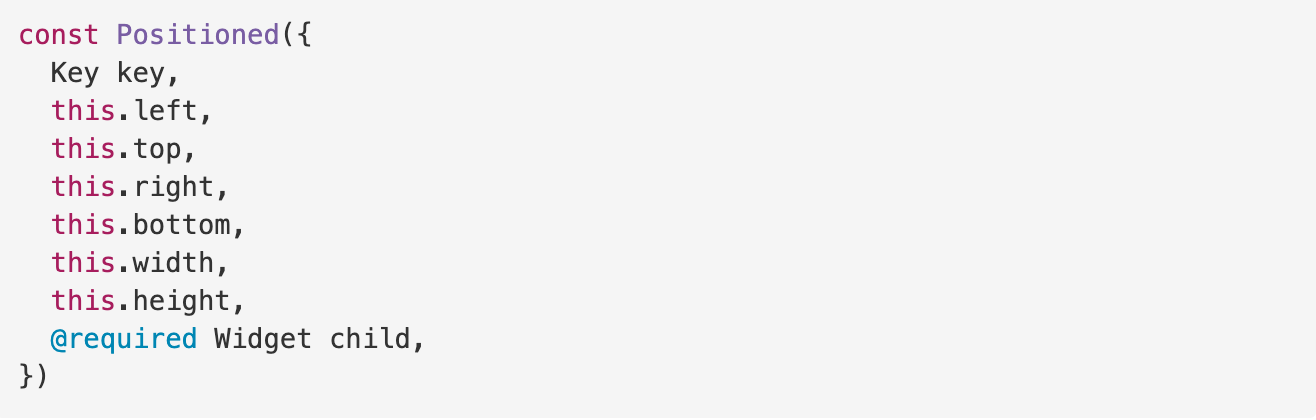 const Positioned({
  Key key,
  this.left,
  this.top,
  this.right,
  this.bottom,
  this.width,
  this.height,
  @required Widget child,
})